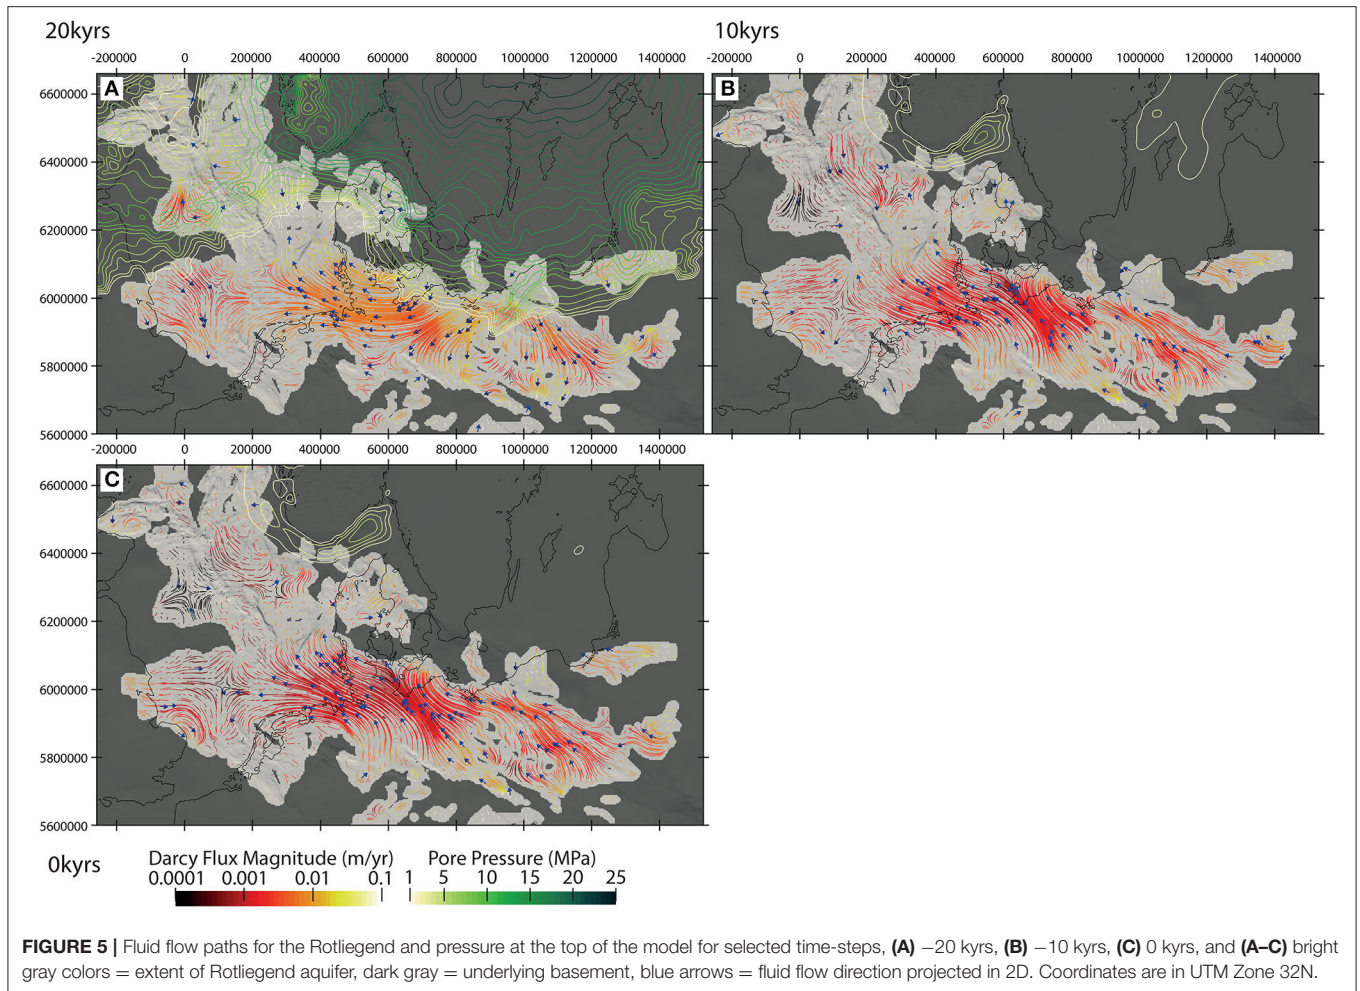 20kyrs
10kyrs
-200000 0 200000 400000 600000 800000 1000000 1200000 1400000
-200000 0 200000 400000 600000 800000 1000000 1200000 1400000
A
B
6600000
6400000
6200000
6000000
5800000
5600000
-200000 0 200000 400000 600000 800000 1000000 1200000 1400000
C
6600000
6400000
6200000
6000000
5800000
5600000
0kyrs
Darcy Flux Magnitude (m/yr)
0.0001 0.001 0.01 0.1
Pore Pressure (MPa)
1 5 10 15 20 25
FIGURE 5 | Fluid flow paths for the Rotliegend and pressure at the top of the model for selected time-steps, (A) −20 kyrs, (B) −10 kyrs, (C) 0 kyrs, and (A–C) bright
gray colors = extent of Rotliegend aquifer, dark gray = underlying basement, blue arrows = fluid flow direction projected in 2D. Coordinates are in UTM Zone 32N.